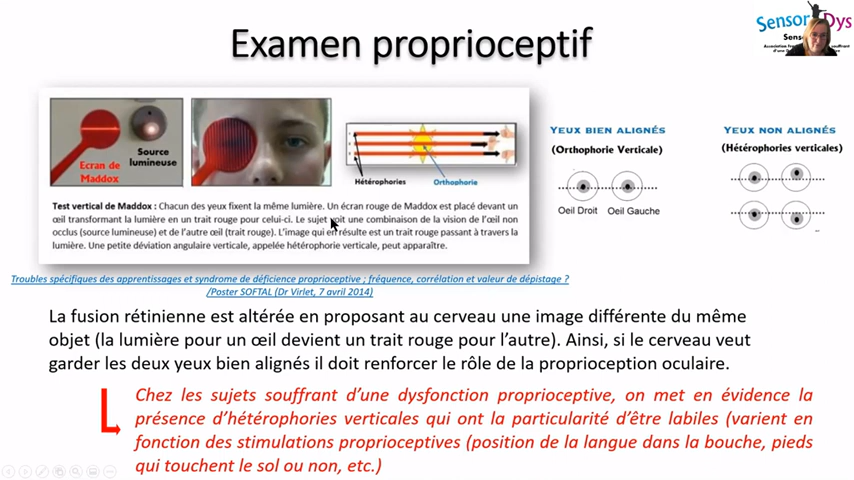 Examen proprioceptif
SensoriDys
Ecran de
Maddox
Source
lumineuse
Hétérophories
Orthophorie
Test vertical de Maddox : Chacun des yeux fixent la même lumière. Un écran rouge de Maddox est placé devant un
œil transformant la lumière en un trait rouge pour celui-ci. Le sujet voit une combinaison de la vision de l'œil non
occlus (source lumineuse) et de l'autre œil (trait rouge). L'image qui en résulte est un trait rouge passant à travers la
lumière. Une petite déviation angulaire verticale, appelée hétérophorie verticale, peut apparaître.
Yeux bien alignés
(Orthophorie Verticale)
Oeil Droit Oeil Gauche
Yeux non alignés
(Hétérophories verticales)
Troubles spécifiques des apprentissages et syndrome de déficience proprioceptive ; fréquence, corrélation et valeur de dépistage ?
/Poster SOFTAL (Dr Virlet, 7 avril 2014)
La fusion rétinienne est altérée en proposant au cerveau une image différente du même
objet (la lumière pour un œil devient un trait rouge pour l'autre). Ainsi, si le cerveau veut
garder les deux yeux bien alignés il doit renforcer le rôle de la proprioception oculaire.
Chez les sujets souffrant d'une dysfonction proprioceptive, on met en évidence la
présence d'hétérophories verticales qui ont la particularité d'être labiles (varient en
fonction des stimulations proprioceptives (position de la langue dans la bouche, pieds
qui touchent le sol ou non, etc.)